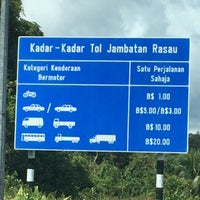 Kadar-Kadar Tol Jambatan Rasau
Kategori Kenderaan Bermotor
Satu Perjalanan Sahaja
B$ 1.00
/
B$5.00/B$3.00
B$ 10.00
B$20.00